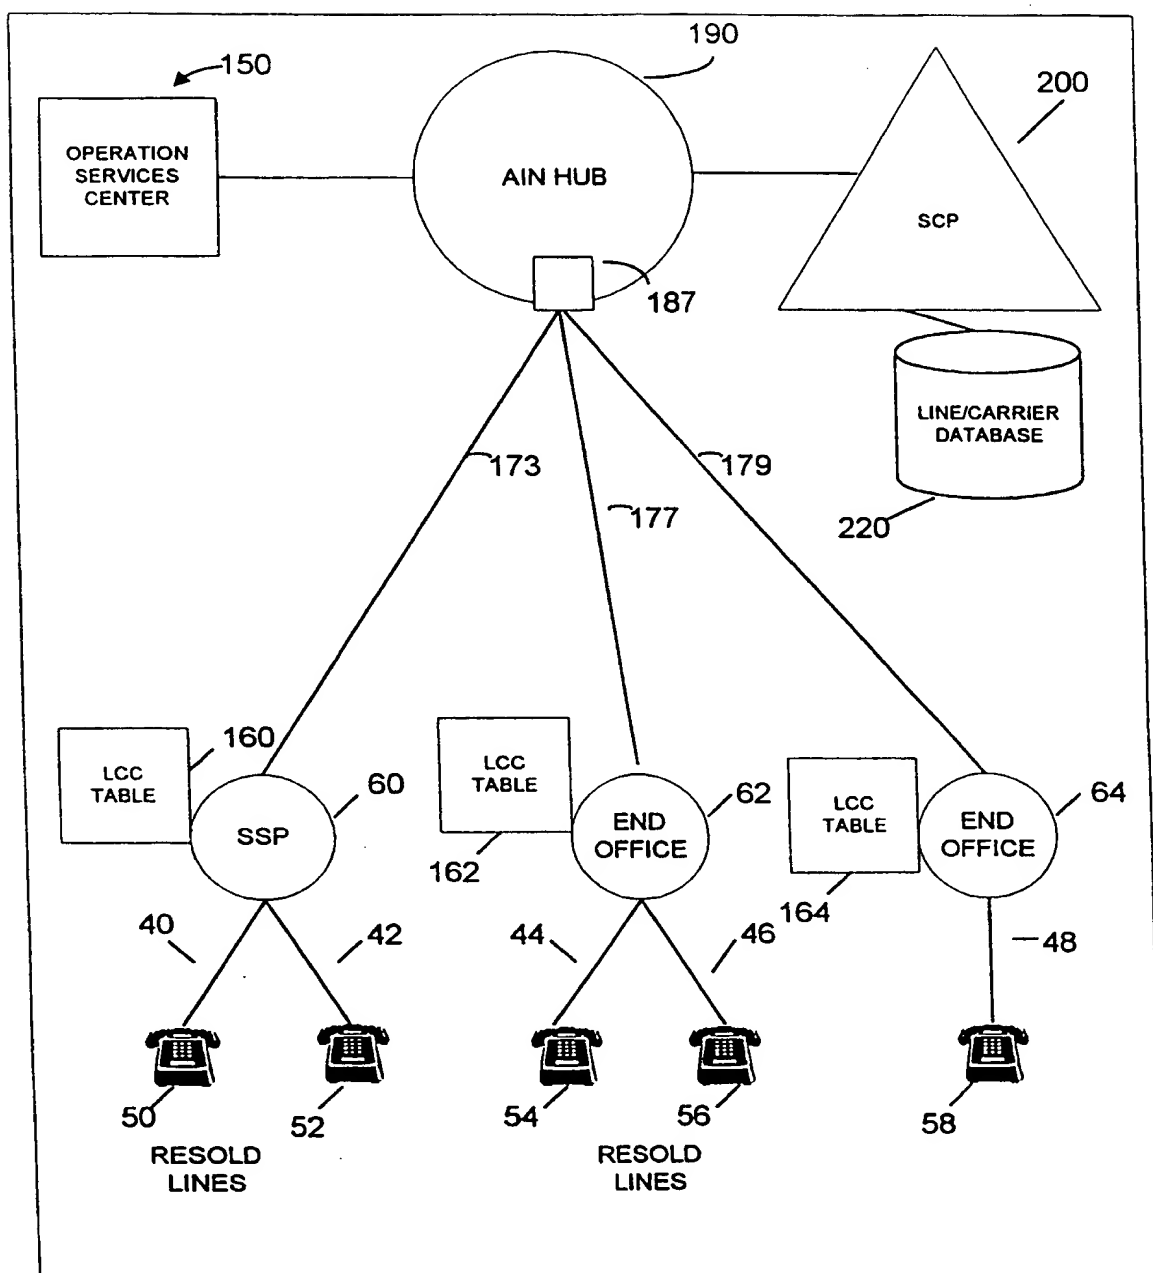 190
150
200
OPERATION
SERVICES
CENTER
AIN HUB
SCP
187
LINE/CARRIER
DATABASE
173
179
177
220
160
LCC
TABLE
60
SSP
LCC
TABLE
62
END
OFFICE
162
LCC
TABLE
64
END
OFFICE
164
40
42
44
46
48
50
52
54
56
58
RESOLD
LINES
RESOLD
LINES